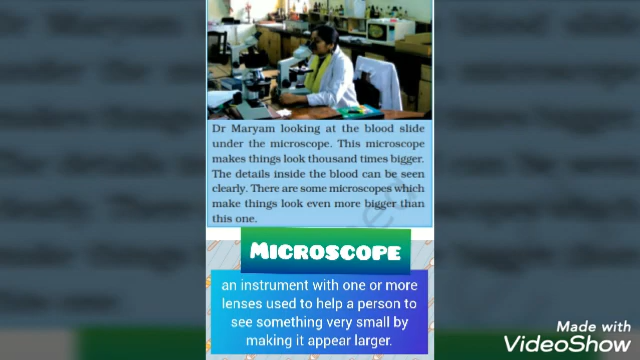 Dr Maryam looking at the blood slide
under the microscope. This microscope
makes things look thousand times bigger.
The details inside the blood can be seen
clearly. There are some microscopes which
make things look even more bigger than
this one.
MICROSCOPE
an instrument with one or more
lenses used to help a person to
see something very small by
making it appear larger.
Made with
VideoShow